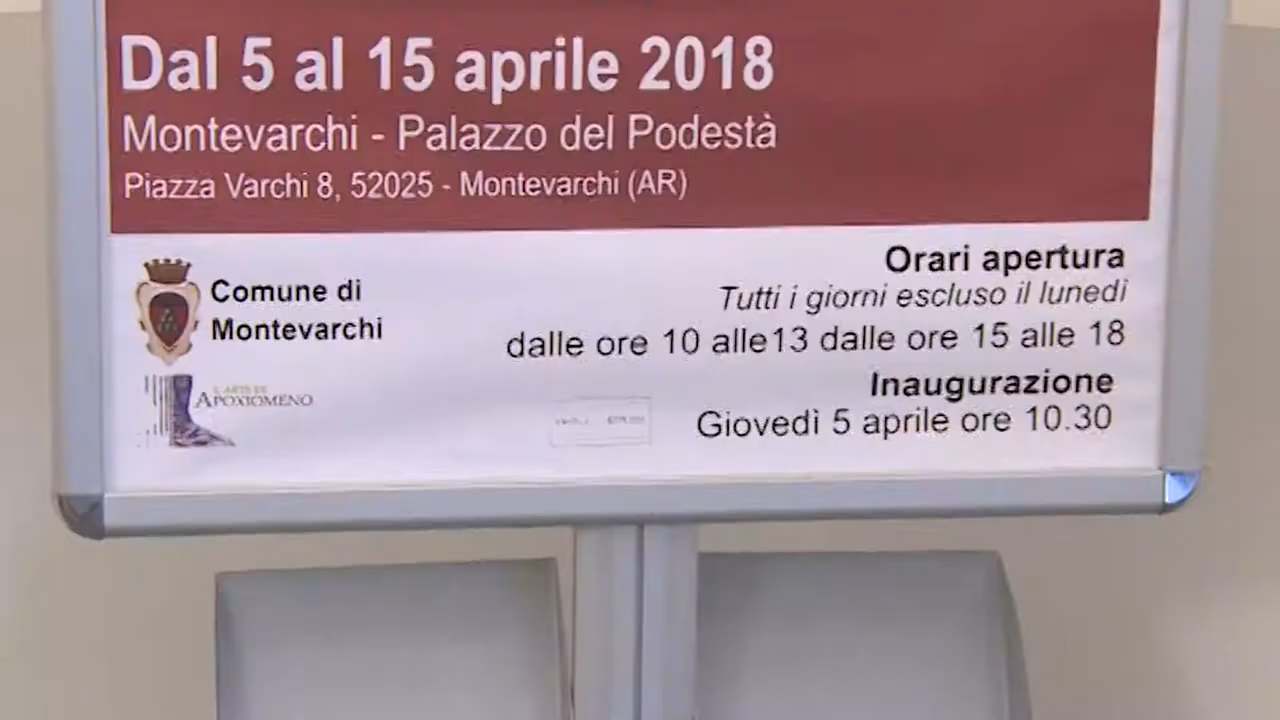 Dal 5 al 15 aprile 2018
Montevarchi - Palazzo del Podestà
Piazza Varchi 8, 52025 - Montevarchi (AR)
Comune di
Montevarchi
L'ARTE DI
APOXIOMENO
Orari apertura
Tutti i giorni escluso il lunedì
dalle ore 10 alle13 dalle ore 15 alle 18
Inaugurazione
Giovedì 5 aprile ore 10.30